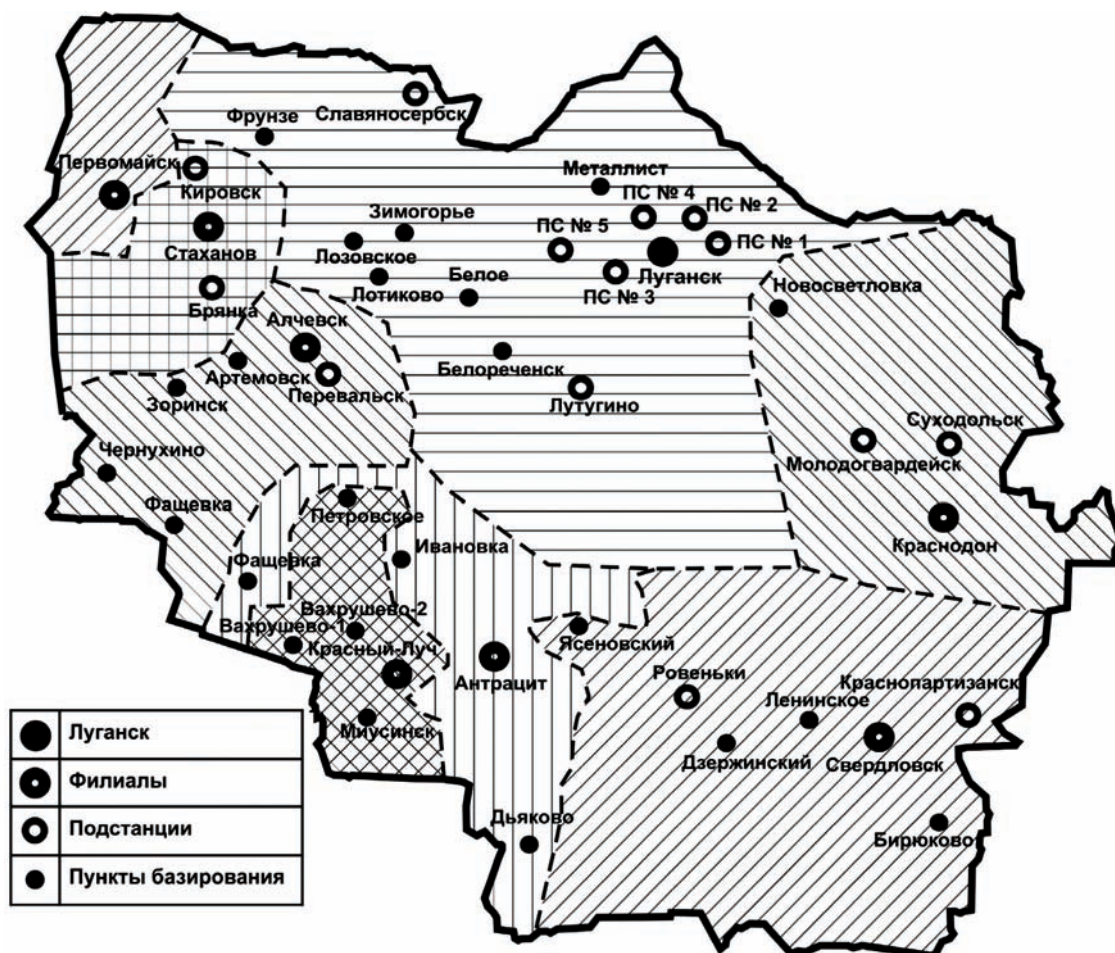 Славяносербск
Фрунзе
Первомайск
Кировск
Металлист
ПС № 4
ПС № 2
Зимогорье
ПС № 5
ПС № 1
Стаханов
Лозовское
Луганск
Белое
Лотиково
ПС № 3
Новосветловка
Брянка
Алчевск
Артемовск
Белореченск
Перевальск
Зоринск
Лутугино
Суходольск
Чернухино
Молодогвардейск
Фащевка
Петровское
Краснодон
Фащевка
Ивановка
Вахрушево-2
Вахрушево-1
Красный-Луч
Ясеновский
Антрацит
Ровеньки
Краснопартизанск
Ленинское
Миусинск
Дзержинский
Свердловск
Дьяково
Бирюково
Луганск
Филиалы
Подстанции
Пункты базирования